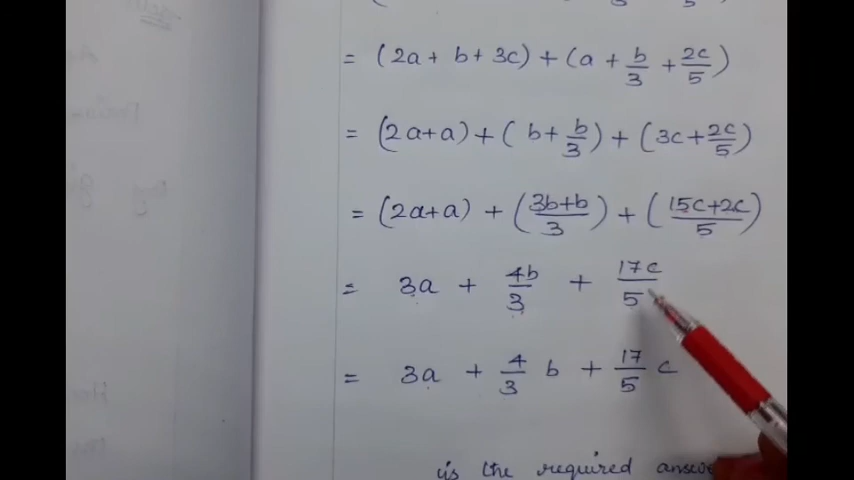 = (2a + b + 3c) + (a + b/3 + 2c/5)
= (2a+a) + (b + b/3) + (3c + 2c/5)
= (2a+a) + (3b+b/3) + (15c+2c/5)
= 3a + 4b/3 + 17c/5
= 3a + 4/3 b + 17/5 c
is the required answe